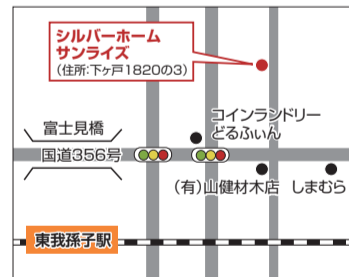 シルバーホーム
サンライズ
(住所:下ヶ戸1820の3)
コインランドリー
どるふぃん
富士見橋
国道356号
(有)山健材木店
しまむら
東我孫子駅